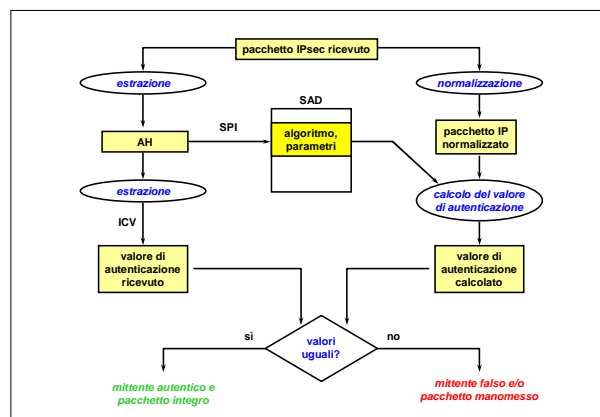 pacchetto IPsec ricevuto
estrazione
normalizzazione
SAD
SPI
AH
algoritmo,
parametri
pacchetto IP
normalizzato
estrazione
calcolo del valore
di autenticazione
ICV
valore di
autenticazione
ricevuto
valore di
autenticazione
calcolato
sì
valori
uguali?
no
mittente autentico e
pacchetto integro
mittente falso e/o
pacchetto manomesso